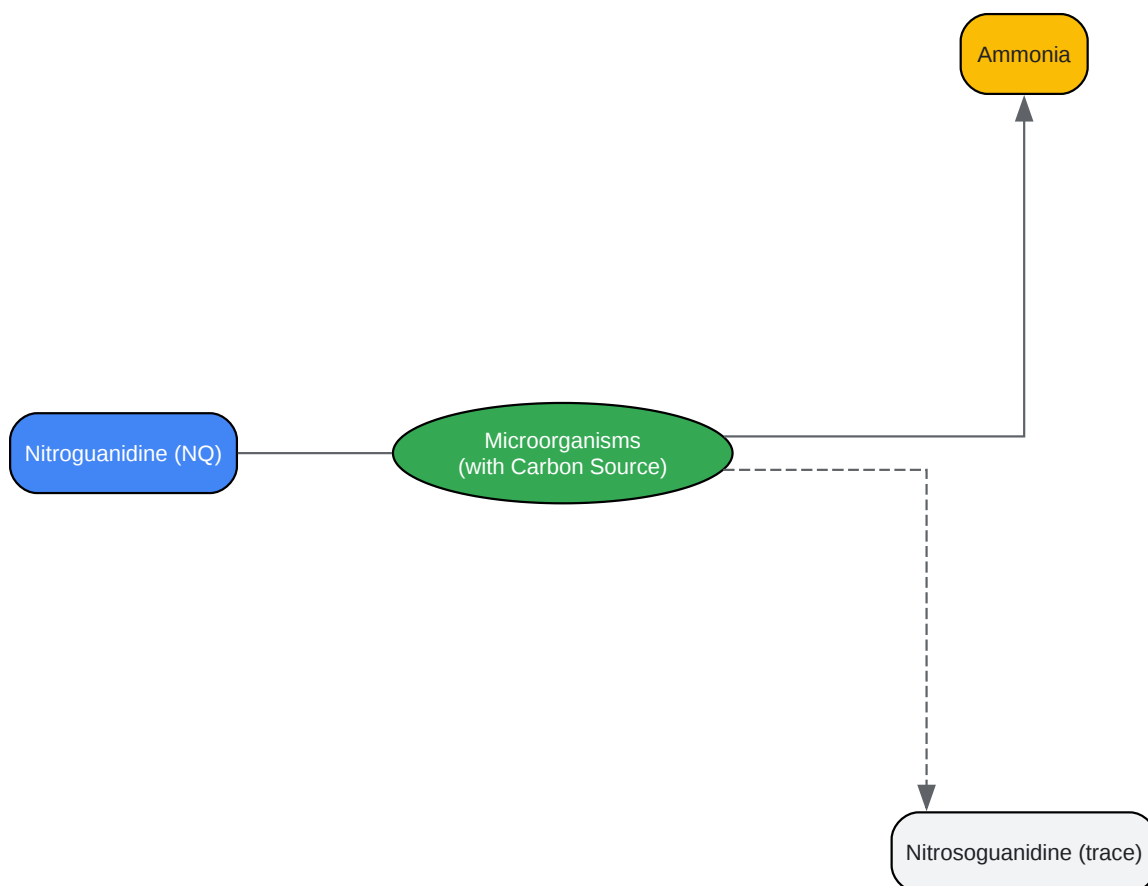 Ammonia
Nitroguanidine (NQ)
Microorganisms
(with Carbon Source)
Nitrosoguanidine (trace)